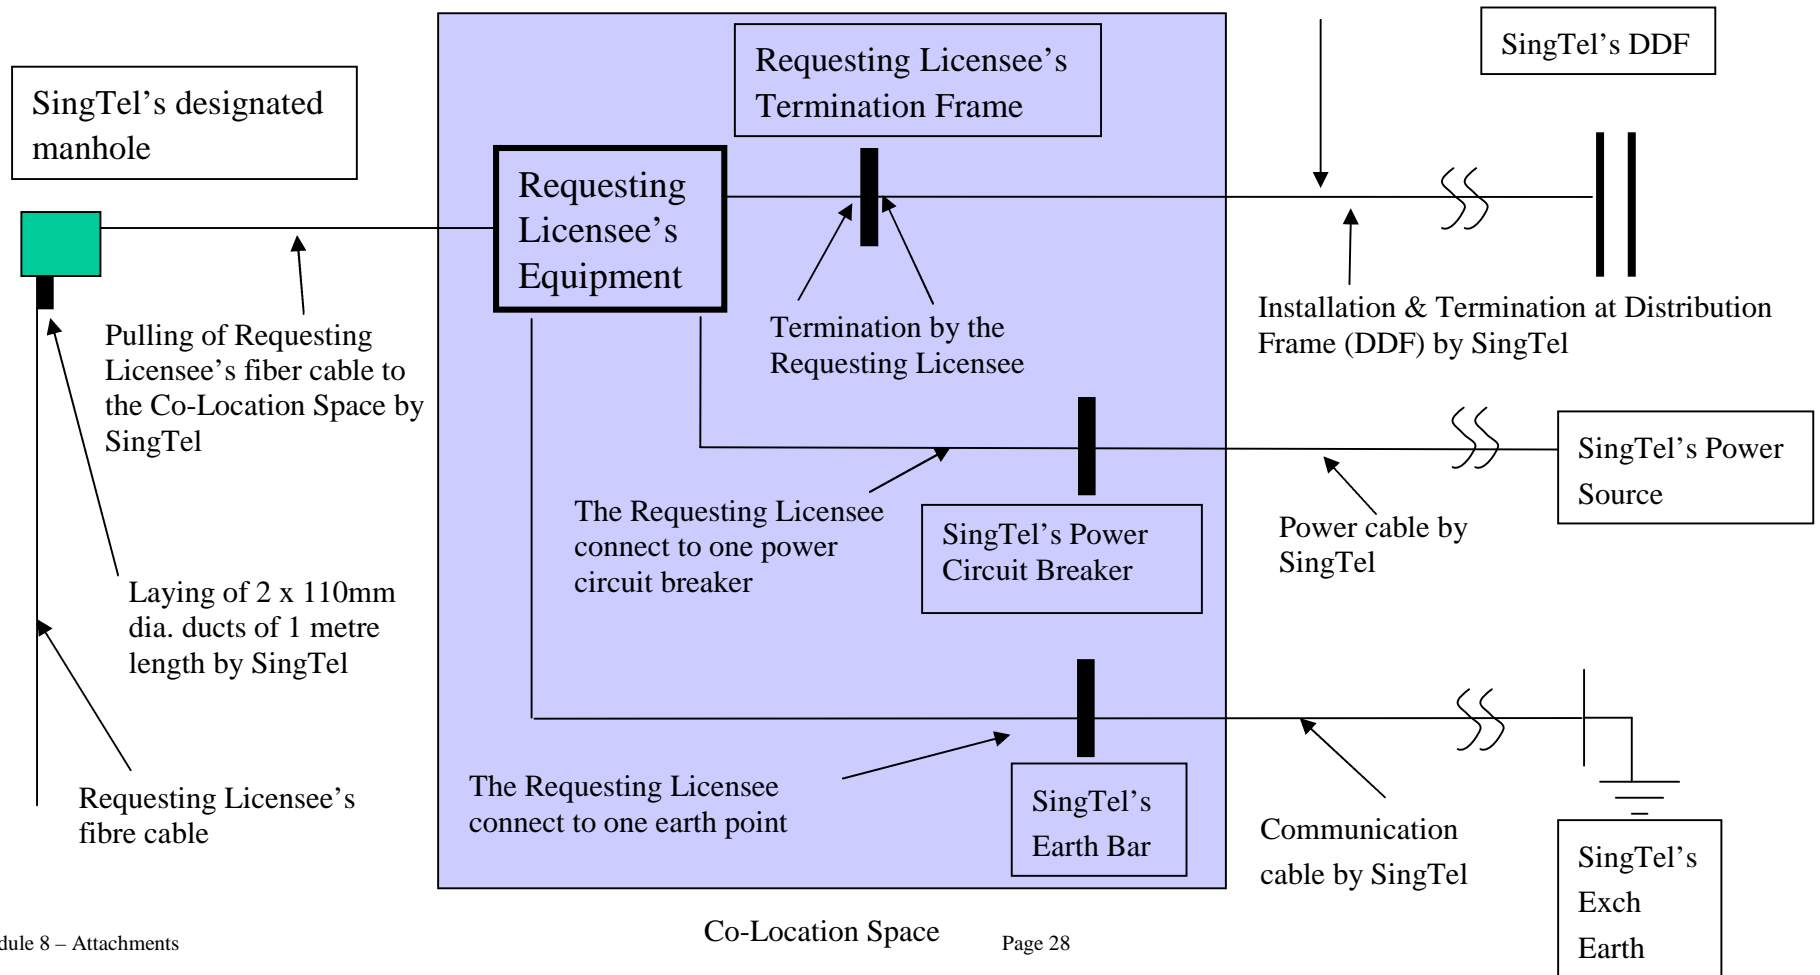 SingTel's designated
manhole
Requesting Licensee's
Termination Frame
SingTel's DDF
Requesting
Licensee's
Equipment
Pulling of Requesting
Licensee's fiber cable to
the Co-Location Space by
SingTel
Termination by the
Requesting Licensee
Installation & Termination at Distribution
Frame (DDF) by SingTel
The Requesting Licensee
connect to one power
circuit breaker
SingTel's Power
Circuit Breaker
Power cable by
SingTel
SingTel's Power
Source
Laying of 2 x 110mm
dia. ducts of 1 metre
length by SingTel
Requesting Licensee's
fibre cable
The Requesting Licensee
connect to one earth point
SingTel's
Earth Bar
Communication
cable by SingTel
SingTel's
Exch
Earth
Co-Location Space
dule 8 – Attachments
Page 28